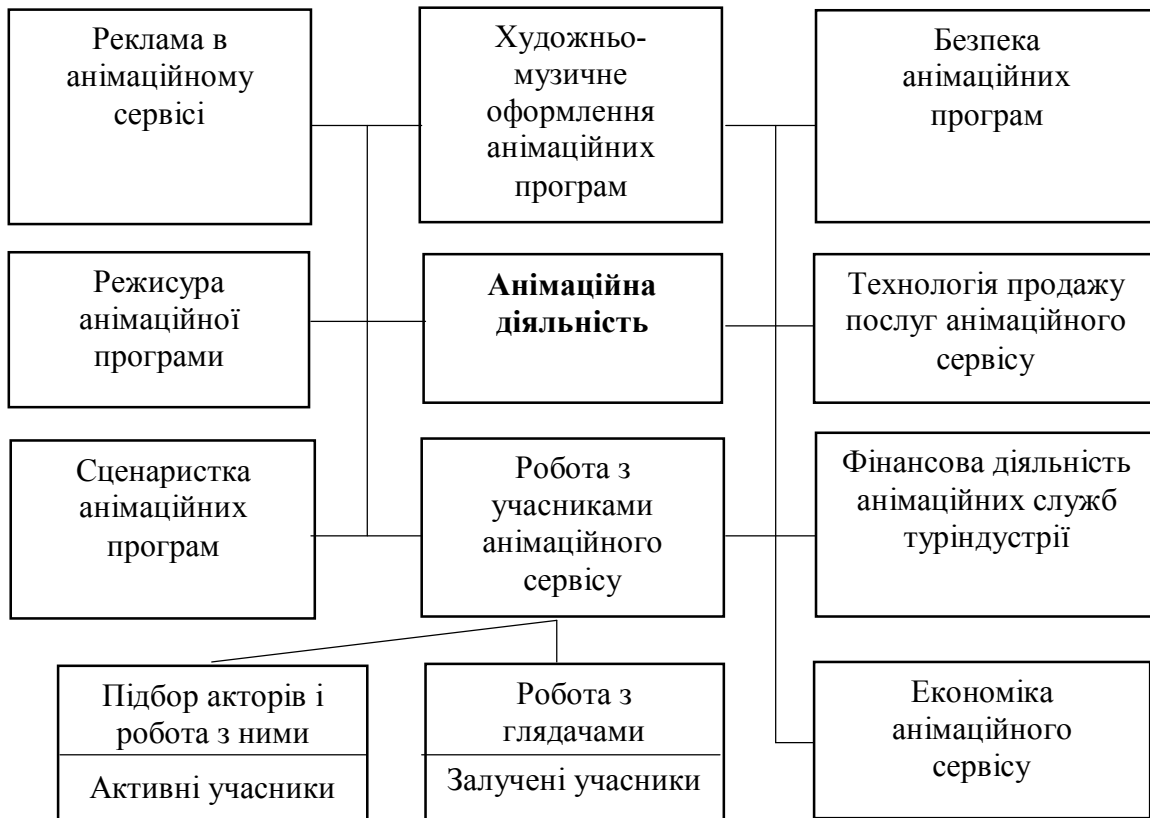 Реклама в
анімаційному
сервісі
Художньо-
музичне
оформлення
анімаційних
програм
Безпека
анімаційних
програм
Режисура
анімаційної
програми
Анімаційна
діяльність
Технологія продажу
послуг анімаційного
сервісу
Сценаристка
анімаційних
програм
Робота з
учасниками
анімаційного
сервісу
Фінансова діяльність
анімаційних служб
туріндустрії
Підбор акторів і
робота з ними
Активні учасники
Робота з
глядачами
Залучені учасники
Економіка
анімаційного
сервісу